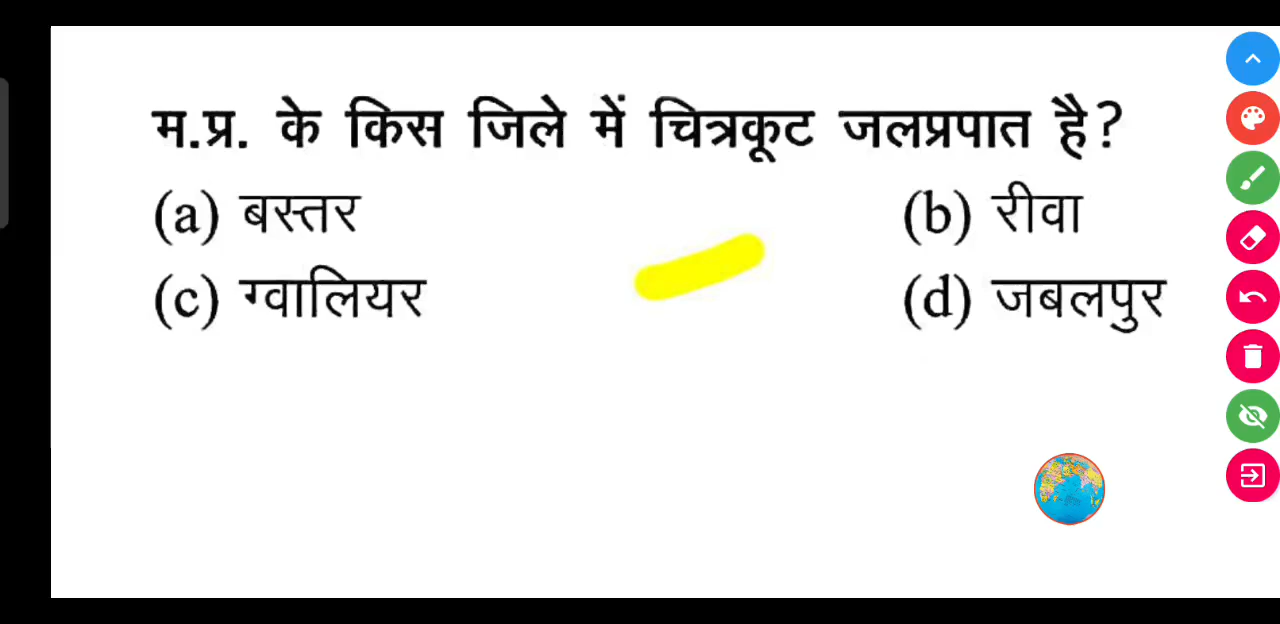 म.प्र. के किस जिले में चित्रकूट जलप्रपात है?
(a) बस्तर (b) रीवा
(c) ग्वालियर (d) जबलपुर